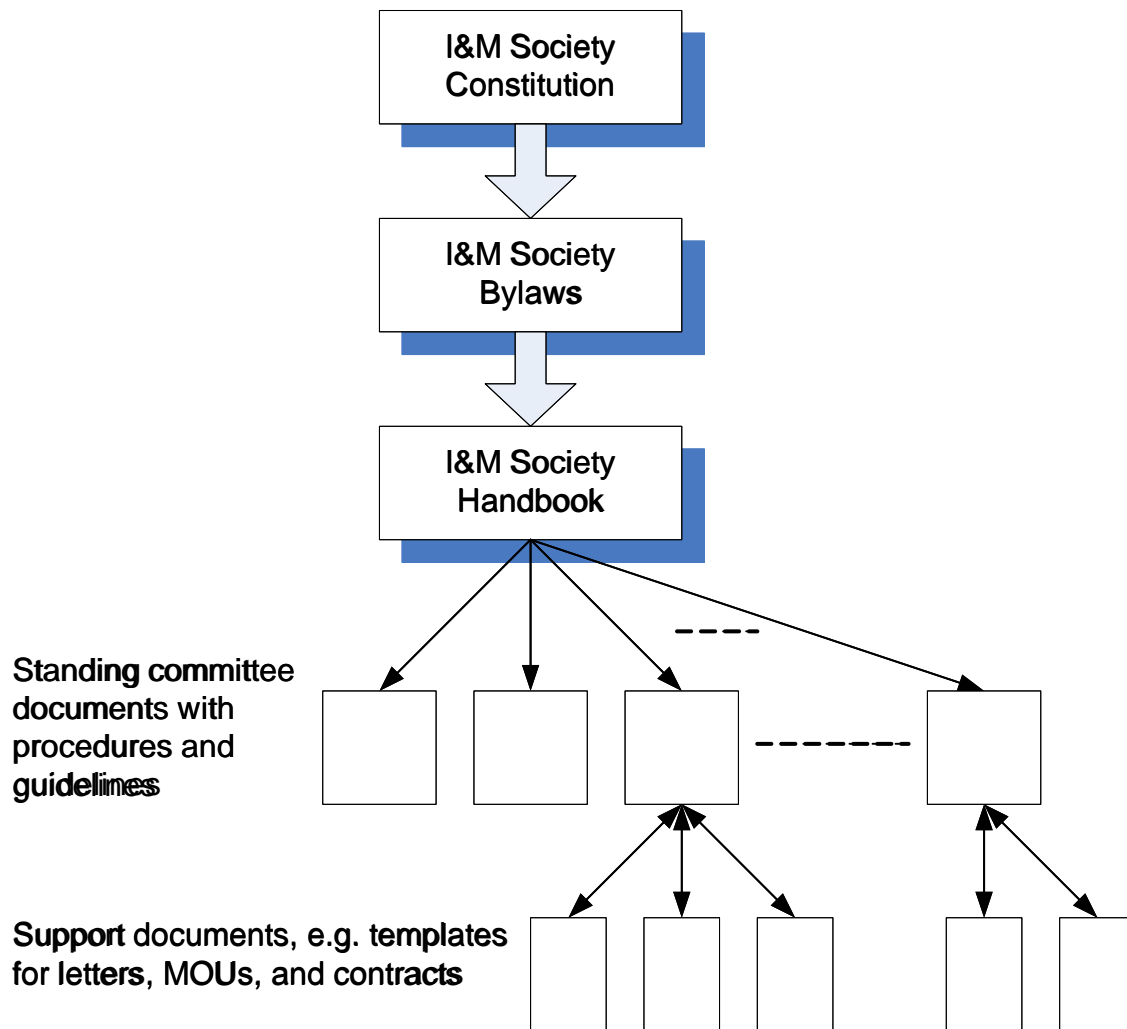 I&M Society
Constitution
I&M Society
Bylaws
I&M Society
Handbook
Standing committee
documents with
procedures and
guidelines
Support documents, e.g. templates
for letters, MOUs, and contracts